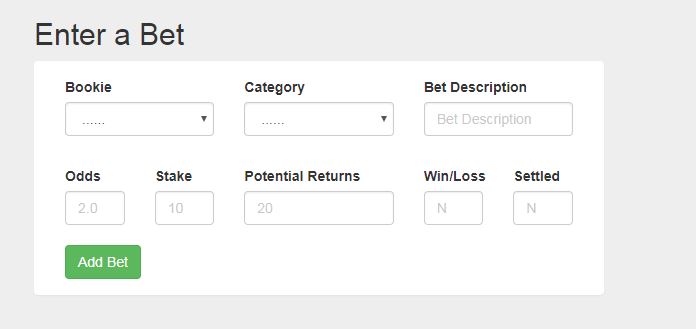 Enter a Bet
Bookie Category Bet Description
...... ...... Bet Description
Odds Stake Potential Returns Win/Loss Settled
2.0 10 20 N N
Add Bet